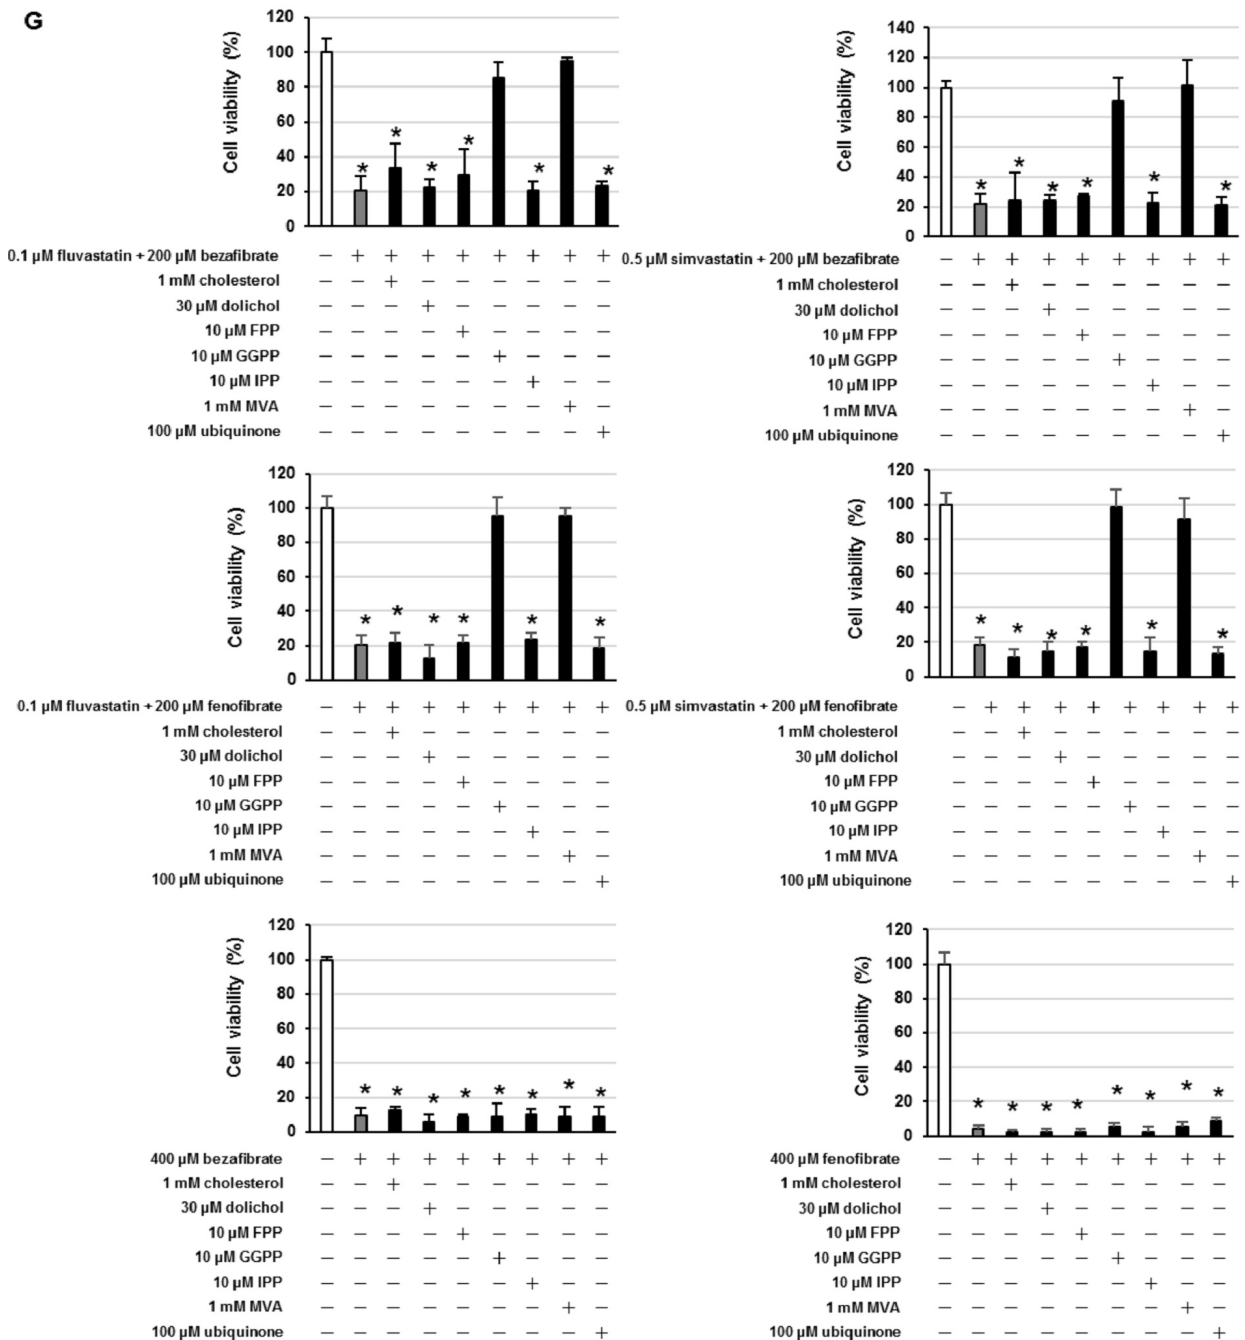 G
Cell viability (%)
120
100
80
60
40
20
0
* * * * * *
0.1 µM fluvastatin + 200 µM bezafibrate – + + + + + + + +
1 mM cholesterol – – + – – – – – –
30 µM dolichol – – – + – – – – –
10 µM FPP – – – – + – – – –
10 µM GGPP – – – – – + – – –
10 µM IPP – – – – – – + – –
1 mM MVA – – – – – – – + –
100 µM ubiquinone – – – – – – – – +
Cell viability (%)
140
120
100
80
60
40
20
0
* * * * * *
0.5 µM simvastatin + 200 µM bezafibrate – + + + + + + + +
1 mM cholesterol – – + – – – – – –
30 µM dolichol – – – + – – – – –
10 µM FPP – – – – + – – – –
10 µM GGPP – – – – – + – – –
10 µM IPP – – – – – – + – –
1 mM MVA – – – – – – – + –
100 µM ubiquinone – – – – – – – – +
Cell viability (%)
120
100
80
60
40
20
0
* * * * * *
0.1 µM fluvastatin + 200 µM fenofibrate – + + + + + + + +
1 mM cholesterol – – + – – – – – –
30 µM dolichol – – – + – – – – –
10 µM FPP – – – – + – – – –
10 µM GGPP – – – – – + – – –
10 µM IPP – – – – – – + – –
1 mM MVA – – – – – – – + –
100 µM ubiquinone – – – – – – – – +
Cell viability (%)
120
100
80
60
40
20
0
* * * * * *
0.5 µM simvastatin + 200 µM fenofibrate – + + + + + + + +
1 mM cholesterol – – + – – – – – –
30 µM dolichol – – – + – – – – –
10 µM FPP – – – – + – – – –
10 µM GGPP – – – – – + – – –
10 µM IPP – – – – – – + – –
1 mM MVA – – – – – – – + –
100 µM ubiquinone – – – – – – – – +
Cell viability (%)
120
100
80
60
40
20
0
* * * * * * * *
400 µM bezafibrate – + + + + + + + +
1 mM cholesterol – – + – – – – – –
30 µM dolichol – – – + – – – – –
10 µM FPP – – – – + – – – –
10 µM GGPP – – – – – + – – –
10 µM IPP – – – – – – + – –
1 mM MVA – – – – – – – + –
100 µM ubiquinone – – – – – – – – +
Cell viability (%)
120
100
80
60
40
20
0
* * * * * * * *
400 µM fenofibrate – + + + + + + + +
1 mM cholesterol – – + – – – – – –
30 µM dolichol – – – + – – – – –
10 µM FPP – – – – + – – – –
10 µM GGPP – – – – – + – – –
10 µM IPP – – – – – – + – –
1 mM MVA – – – – – – – + –
100 µM ubiquinone – – – – – – – – +